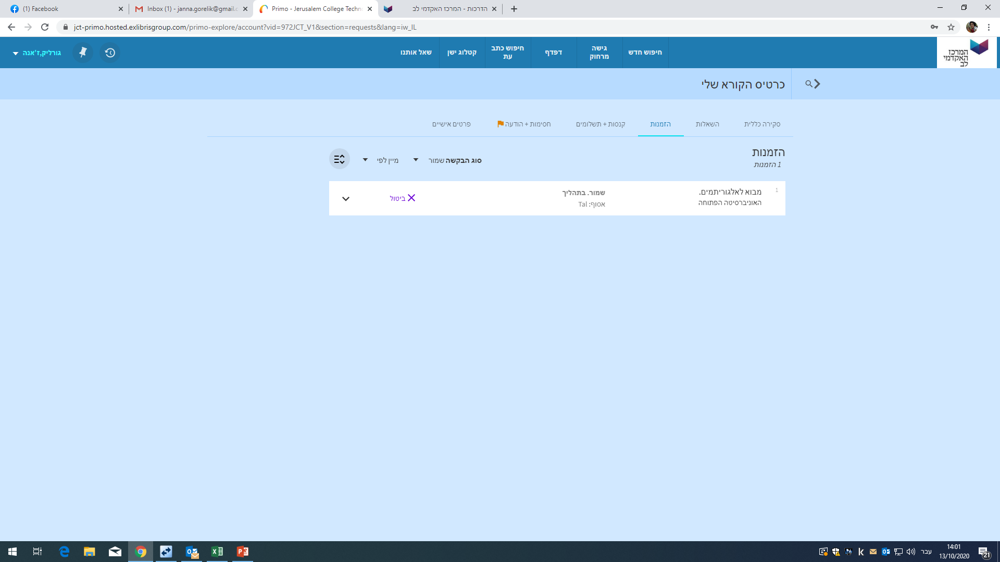 (1) Facebook
Inbox (1) - janna.gorelik@gmail.c
Primo - Jerusalem College Techn
הדרכות - המרכז האקדמי לב
jct-primo.hosted.exlibrisgroup.com/primo-explore/account?vid=972JCT_V1&section=requests&lang=iw_IL
המרכז
האקדמי
לב
חיפוש חדש
גישה
מרחוק
דפדף
חיפוש כתב
עת
קטלוג ישן
שאל אותנו
גורליק,ז'אנה
כרטיס הקורא שלי
סקירה כללית
השאלות
הזמנות
קנסות + תשלומים
חסימות + הודעה
פרטים אישיים
הזמנות
1 הזמנות
סוג הבקשה שמור
מיין לפי
1
מבוא לאלגוריתמים.
האוניברסיטה הפתוחה
שמור. בתהליך
אסוף: Tal
ביטול
עבר
14:01
13/10/2020
21